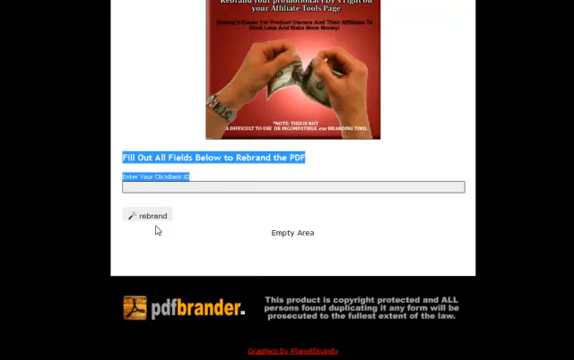 Rebrand your promotional PDF's right on
your Affiliate Tools Page
Making It Easier For Product Owners And Their Affiliates To
Work Less And Make More Money!
*NOTE: THIS IS NOT
A DIFFICULT TO USE OR INCOMPATIBLE .exe BRANDING TOOL
Fill Out All Fields Below to Rebrand the PDF
Enter Your ClickBank ID
rebrand
Empty Area
pdfbrander.
This product is copyright protected and ALL
persons found duplicating it any form will be
prosecuted to the fullest extent of the law.
Graphics by PlanetDivinity